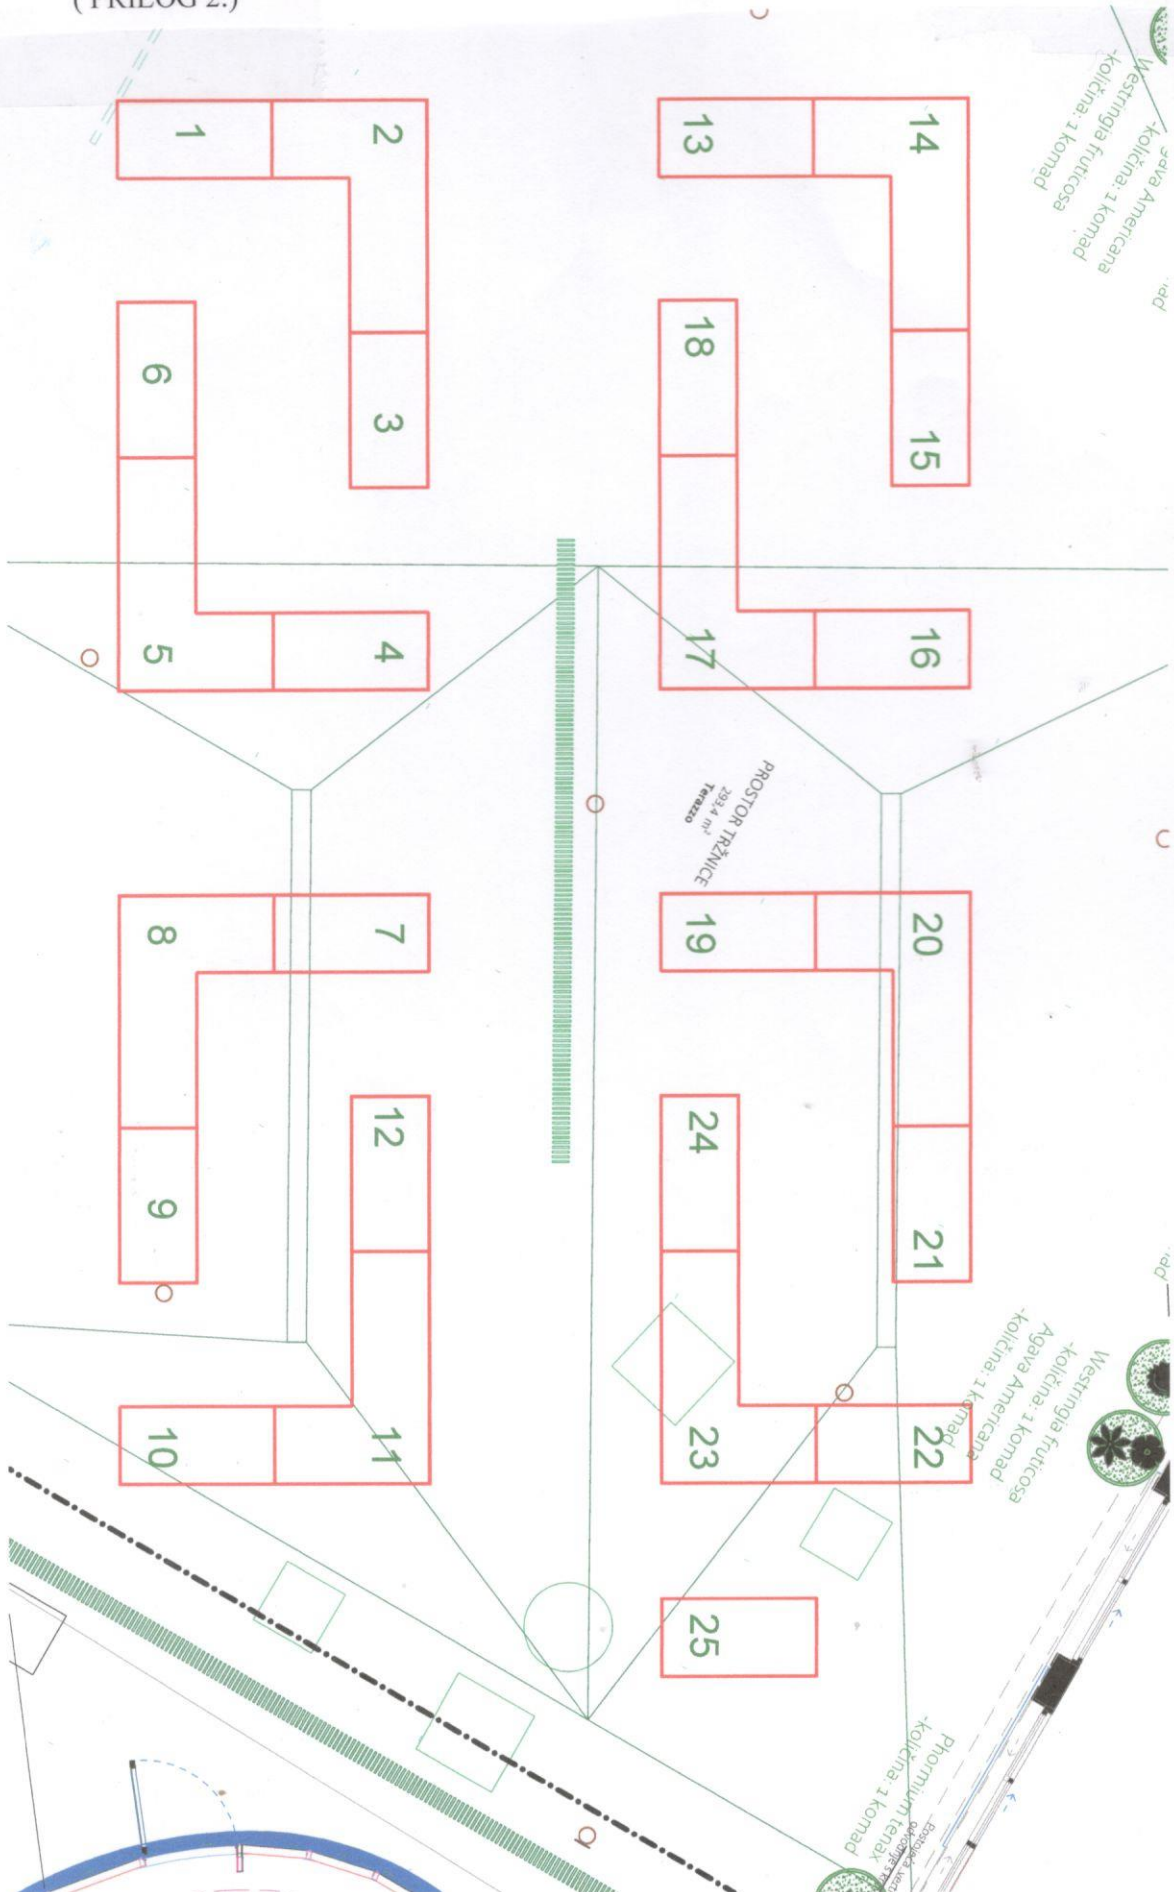 ( PRILOG 2.)
1
2
13
14
6
3
18
15
5
4
17
16
PROSTOR TRŽNICE
293,4 m²
Terazzo
8
7
19
20
9
12
24
21
10
11
23
22
25
Westringia fruticosa
-količina: 1 komad
Americana
-količina: 1 komad
Westringia fruticosa
-količina: 1 komad
Agava Americana
-količina: 1 komad
Phormium tenax
-količina: 1 komad